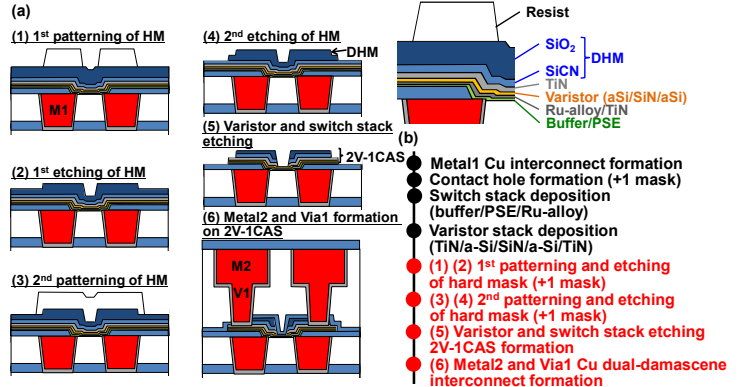 (a)
(1) 1st patterning of HM
M1
(2) 1st etching of HM
(3) 2nd patterning of HM
(4) 2nd etching of HM
DHM
(5) Varistor and switch stack
etching
2V-1CAS
(6) Metal2 and Via1 formation
on 2V-1CAS
M2
V1
Resist
SiO2
DHM
SiCN
TiN
Varistor (aSi/SiN/aSi)
Ru-alloy/TiN
Buffer/PSE
(b)
Metal1 Cu interconnect formation
Contact hole formation (+1 mask)
Switch stack deposition
(buffer/PSE/Ru-alloy)
Varistor stack deposition
(TiN/a-Si/SiN/a-Si/TiN)
(1) (2) 1st patterning and etching
of hard mask (+1 mask)
(3) (4) 2nd patterning and etching
of hard mask (+1 mask)
(5) Varistor and switch stack etching
2V-1CAS formation
(6) Metal2 and Via1 Cu dual-damascene
interconnect formation